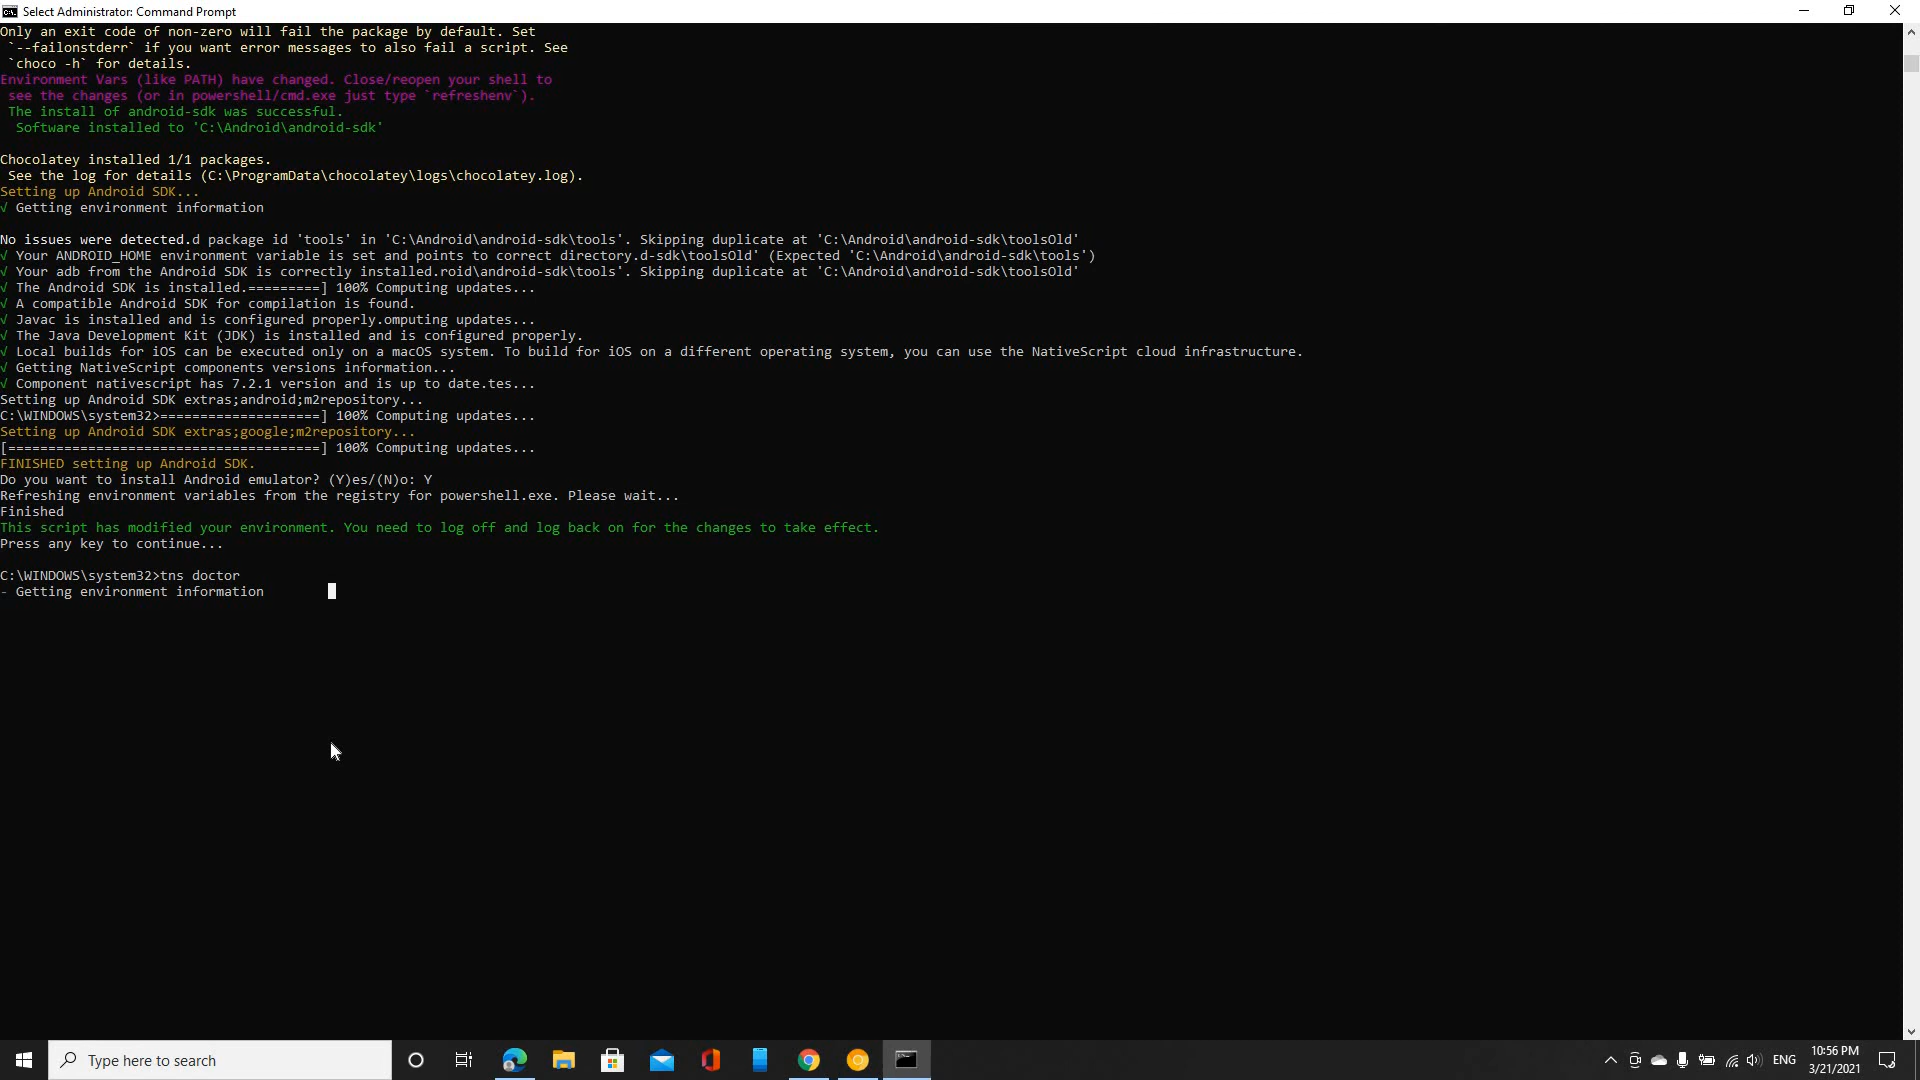 Select Administrator: Command Prompt
Only an exit code of non-zero will fail the package by default. Set
`--failonstderr` if you want error messages to also fail a script. See
`choco -h` for details.
Environment Vars (like PATH) have changed. Close/reopen your shell to
see the changes (or in powershell/cmd.exe just type `refreshenv`).
The install of android-sdk was successful.
Software installed to 'C:\Android\android-sdk'
Chocolatey installed 1/1 packages.
See the log for details (C:\ProgramData\chocolatey\logs\chocolatey.log).
Setting up Android SDK...
√ Getting environment information
No issues were detected.d package id 'tools' in 'C:\Android\android-sdk\tools'. Skipping duplicate at 'C:\Android\android-sdk\toolsOld'
√ Your ANDROID_HOME environment variable is set and points to correct directory.d-sdk\toolsOld' (Expected 'C:\Android\android-sdk\tools')
√ Your adb from the Android SDK is correctly installed.roid\android-sdk\tools'. Skipping duplicate at 'C:\Android\android-sdk\toolsOld'
√ The Android SDK is installed.=========] 100% Computing updates...
√ A compatible Android SDK for compilation is found.
√ Javac is installed and is configured properly.omputing updates...
√ The Java Development Kit (JDK) is installed and is configured properly.
√ Local builds for iOS can be executed only on a macOS system. To build for iOS on a different operating system, you can use the NativeScript cloud infrastructure.
√ Getting NativeScript components versions information...
√ Component nativescript has 7.2.1 version and is up to date.tes...
Setting up Android SDK extras;android;m2repository...
C:\WINDOWS\system32>====================] 100% Computing updates...
Setting up Android SDK extras;google;m2repository...
[=======================================] 100% Computing updates...
FINISHED setting up Android SDK.
Do you want to install Android emulator? (Y)es/(N)o: Y
Refreshing environment variables from the registry for powershell.exe. Please wait...
Finished
This script has modified your environment. You need to log off and log back on for the changes to take effect.
Press any key to continue...
C:\WINDOWS\system32>tns doctor
- Getting environment information
Type here to search
ENG
10:56 PM
3/21/2021